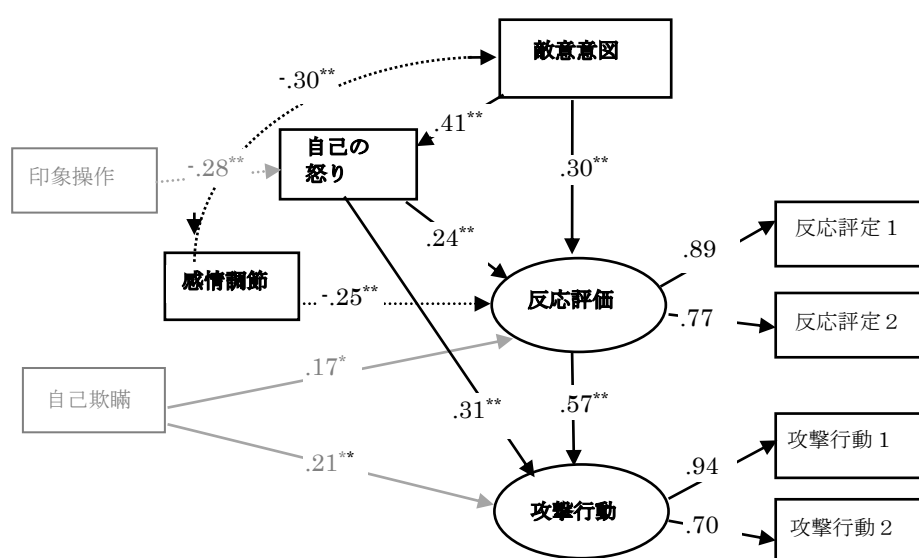 敵意意図
-.30**
.41**
自己の
怒り
印象操作
-.28**
.30**
.24**
反応評定１
.89
感情調節
-.25**
反応評価
.77
反応評定２
.17*
自己欺瞞
.31**
.57**
攻撃行動１
.94
.21**
攻撃行動
.70
攻撃行動２